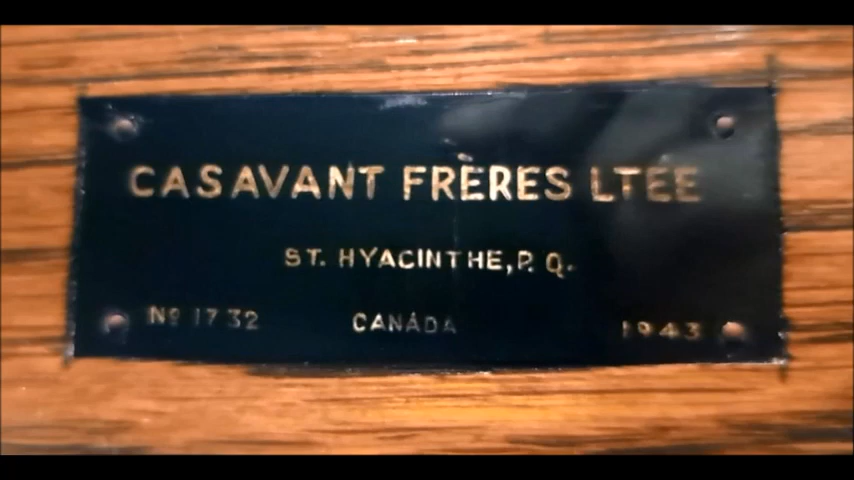 CASAVANT FRÈRES LTEE
ST. HYACINTHE, P. Q.
Nº 1732 CANADA 1943